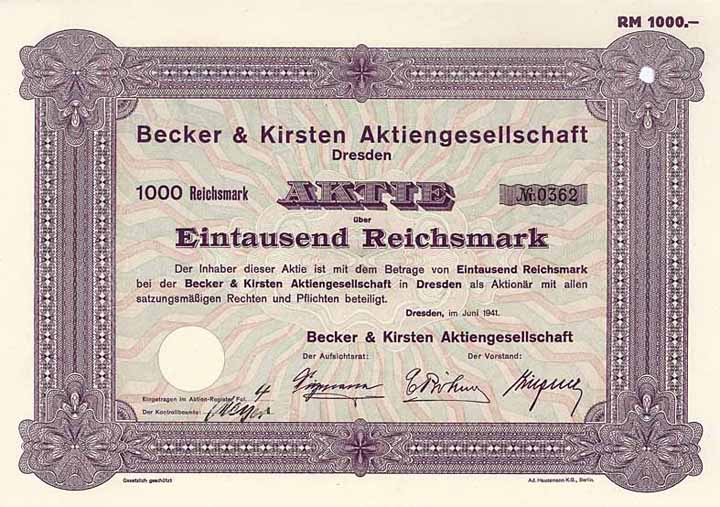 RM 1000.–
Becker & Kirsten Aktiengesellschaft
Dresden
1000 Reichsmark AKTIE № 0362
über
Eintausend Reichsmark
Der Inhaber dieser Aktie ist mit dem Betrage von Eintausend Reichsmark
bei der Becker & Kirsten Aktiengesellschaft in Dresden als Aktionär mit allen
satzungsmäßigen Rechten und Pflichten beteiligt.
Dresden, im Juni 1941.
Becker & Kirsten Aktiengesellschaft
Der Aufsichtsrat: Der Vorstand:
Eingetragen im Aktien-Register Fol. 4
Der Kontrollbeamte:
Gesetzlich geschützt
Ad. Hausmann K.G., Berlin.